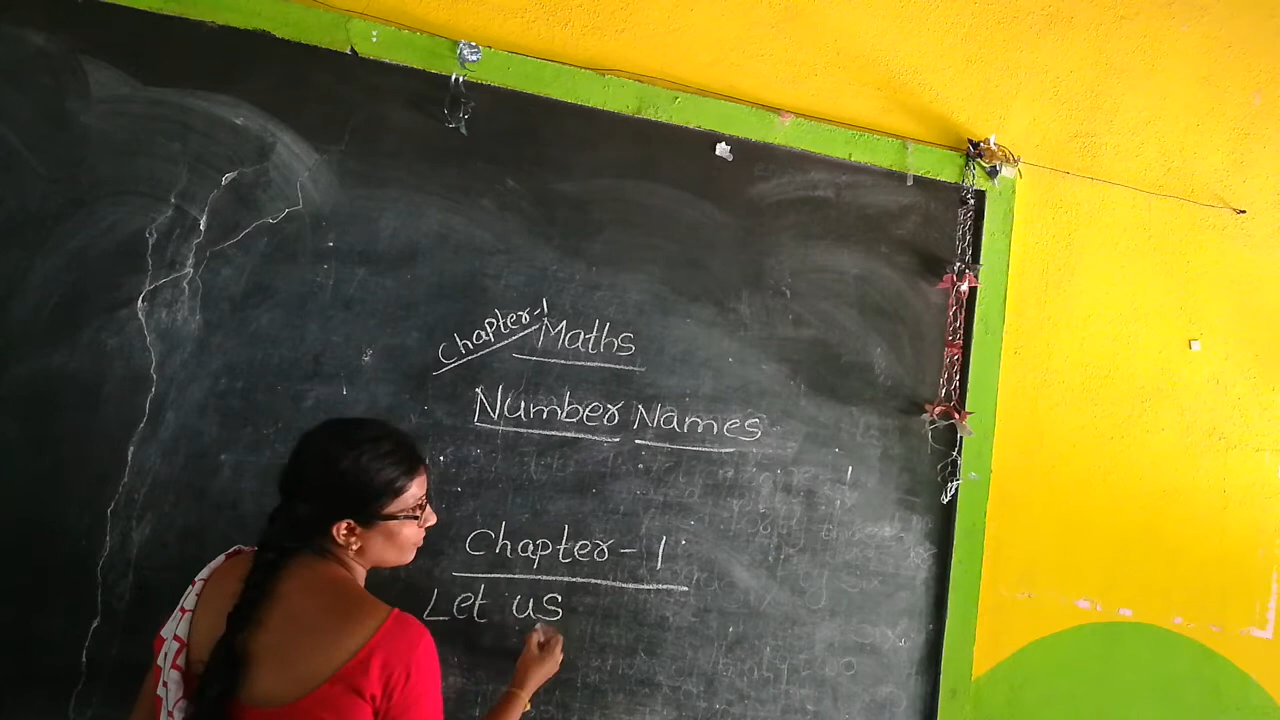 Chapter-1
Maths
Number Names
Chapter-1
Let us